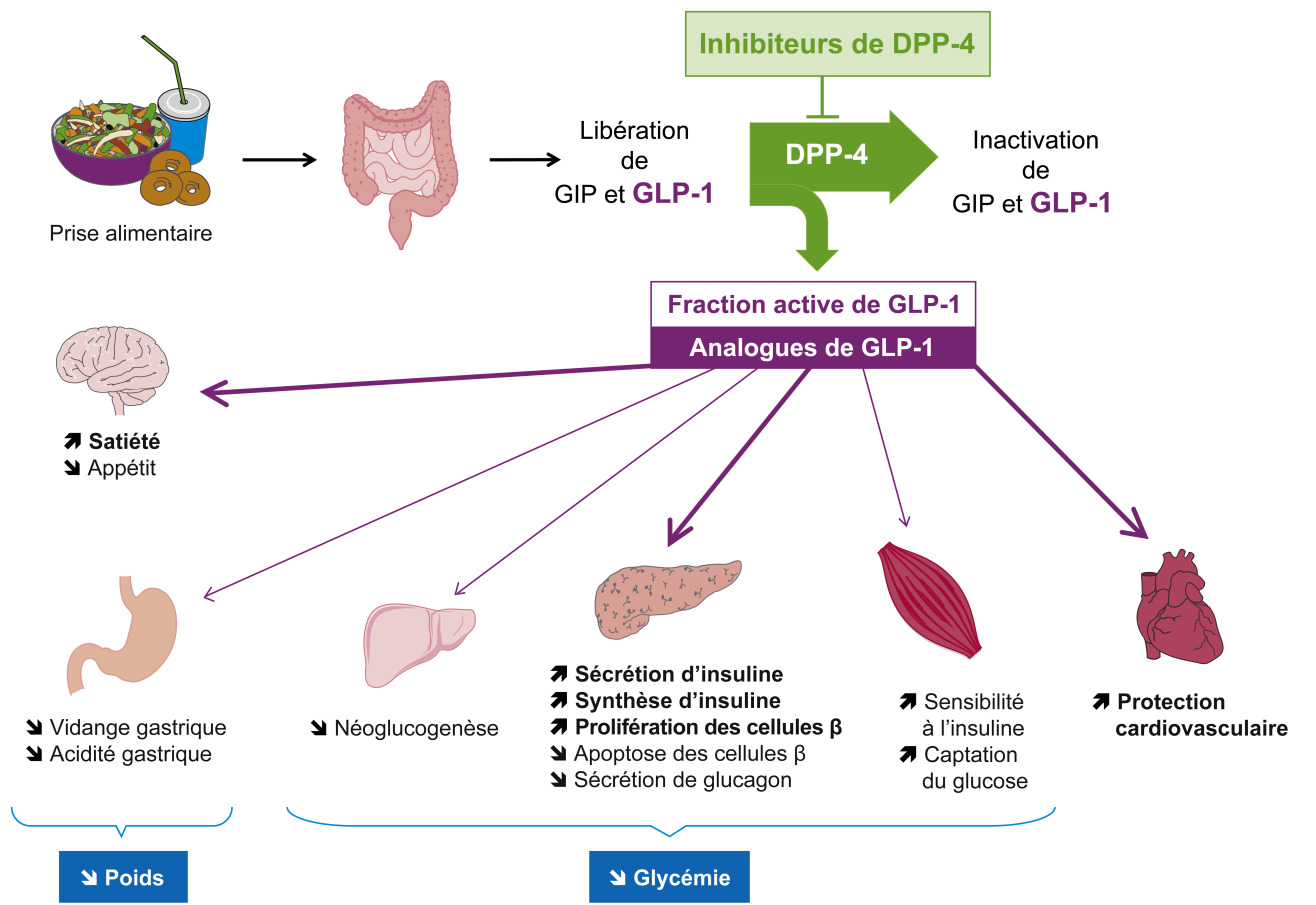 Inhibiteurs de DPP-4
Prise alimentaire
Libération
de
GIP et GLP-1
DPP-4
Inactivation
de
GIP et GLP-1
Fraction active de GLP-1
Analogues de GLP-1
↗ Satiété
↘ Appétit
↘ Vidange gastrique
↘ Acidité gastrique
↘ Néoglucogenèse
↗ Sécrétion d’insuline
↗ Synthèse d’insuline
↗ Prolifération des cellules β
↘ Apoptose des cellules β
↘ Sécrétion de glucagon
↗ Sensibilité
à l’insuline
↗ Captation
du glucose
↗ Protection
cardiovasculaire
↘ Poids
↘ Glycémie